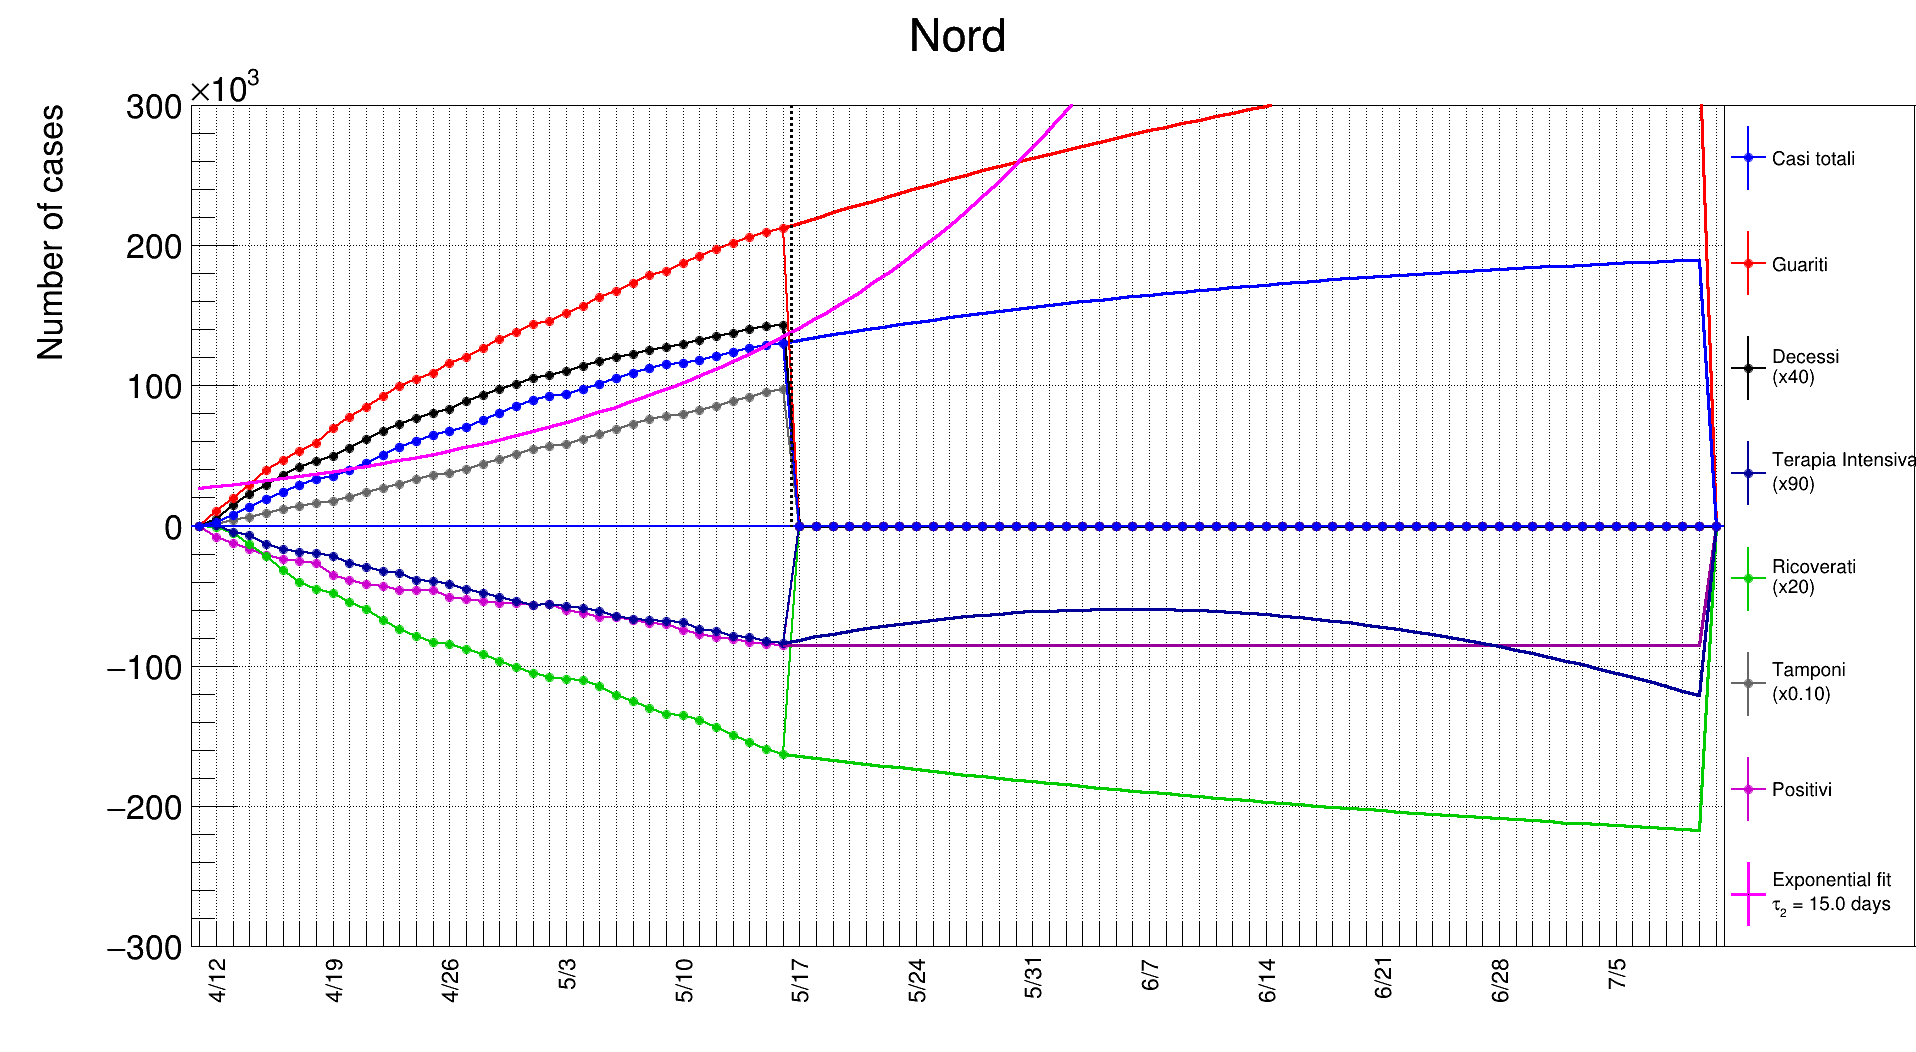 Nord
×10³
Number of cases
300
200
100
0
−100
−200
−300
4/12
4/19
4/26
5/3
5/10
5/17
5/24
5/31
6/7
6/14
6/21
6/28
7/5
Casi totali
Guariti
Decessi
(x40)
Terapia Intensiva
(x90)
Ricoverati
(x20)
Tamponi
(x0.10)
Positivi
Exponential fit
τ₂ = 15.0 days